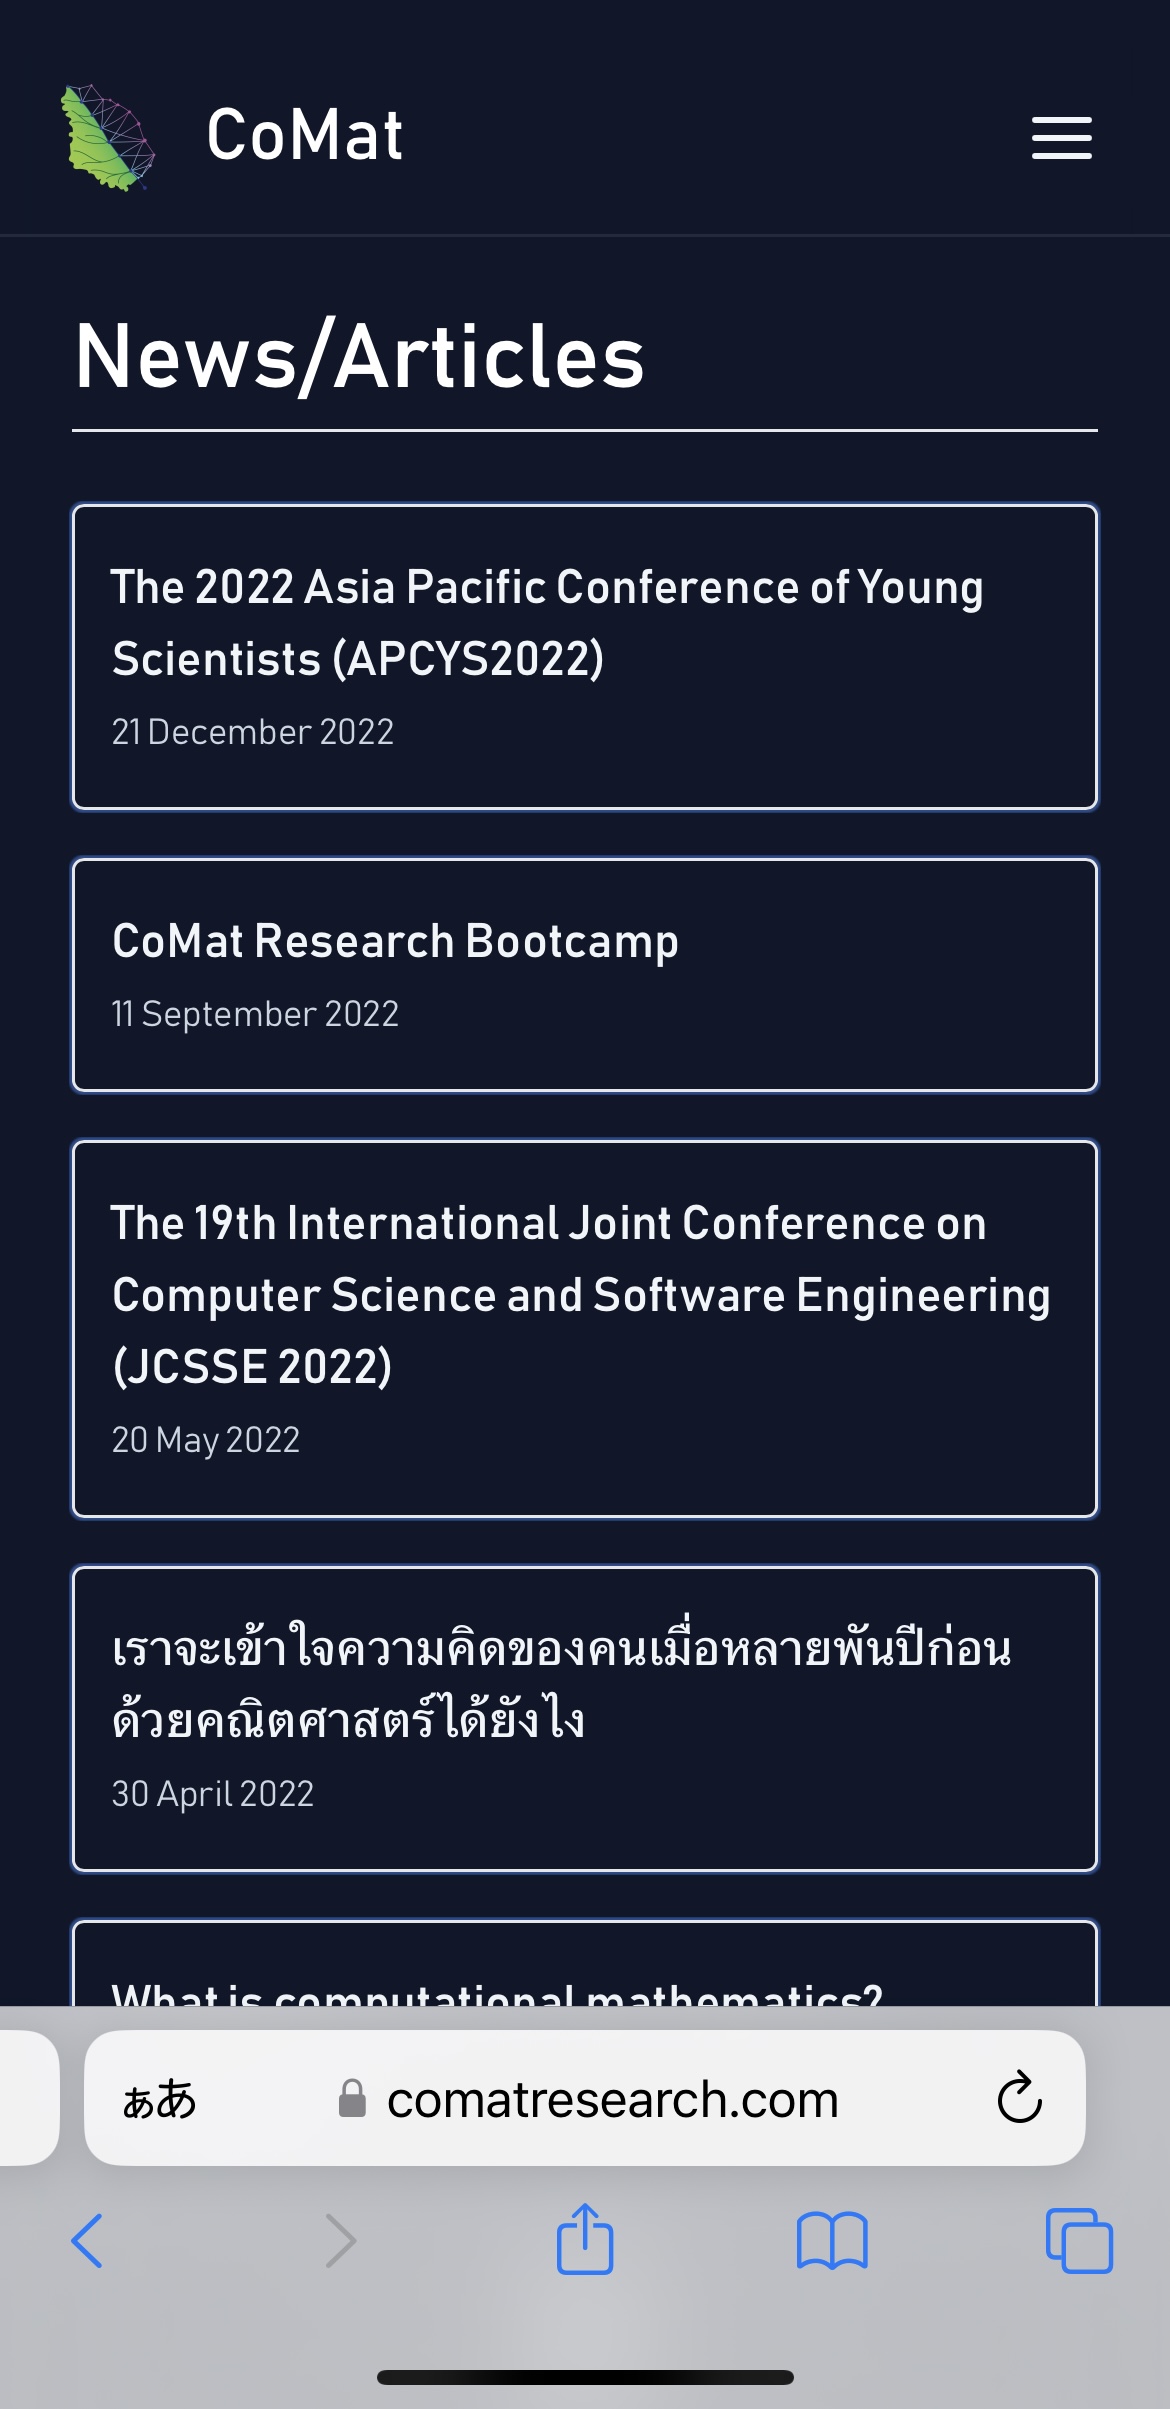 CoMat
News/Articles
The 2022 Asia Pacific Conference of Young
Scientists (APCYS2022)
21 December 2022
CoMat Research Bootcamp
11 September 2022
The 19th International Joint Conference on
Computer Science and Software Engineering
(JCSSE 2022)
20 May 2022
เราจะเข้าใจความคิดของคนเมื่อหลายพันปีก่อน
ด้วยคณิตศาสตร์ได้ยังไง
30 April 2022
What is computational mathematics?
ぁあ comatresearch.com